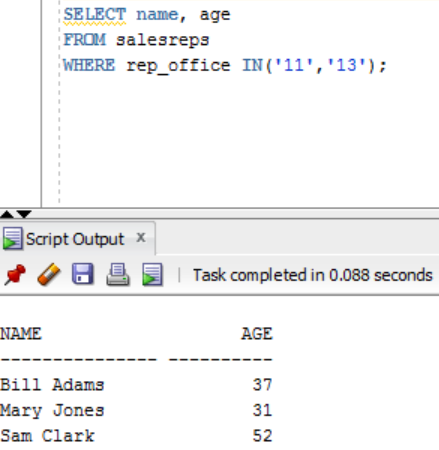 SELECT name, age
FROM salesreps
WHERE rep_office IN('11','13');
Script Output x
Task completed in 0.088 seconds
NAME AGE
--------------- ----------
Bill Adams 37
Mary Jones 31
Sam Clark 52